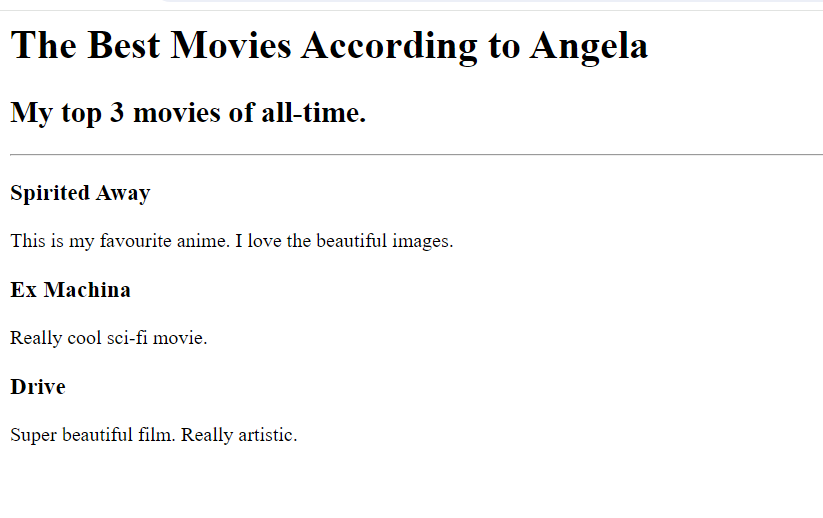 The Best Movies According to Angela
My top 3 movies of all-time.
Spirited Away
This is my favourite anime. I love the beautiful images.
Ex Machina
Really cool sci-fi movie.
Drive
Super beautiful film. Really artistic.